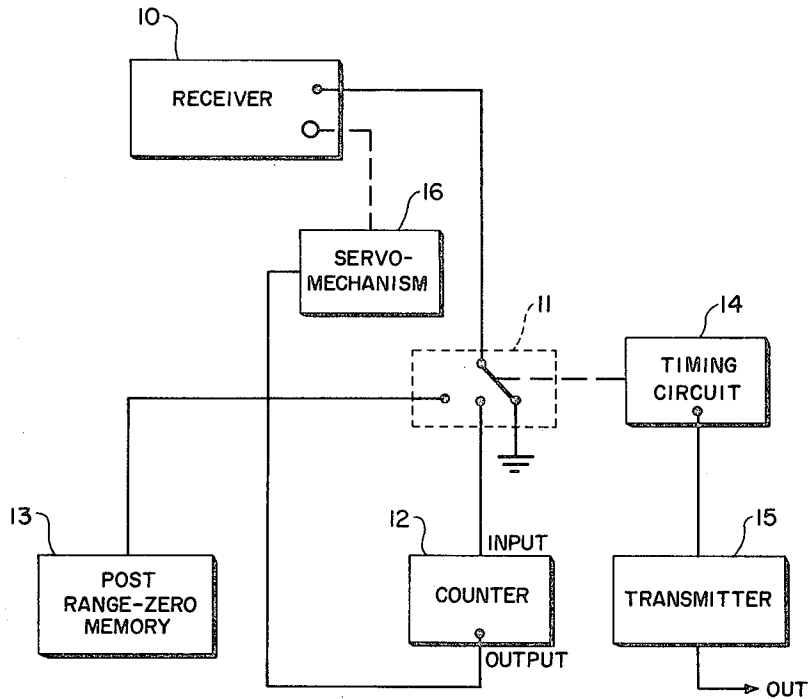 10
RECEIVER
16
SERVO-
MECHANISM
11
14
TIMING
CIRCUIT
13
POST
RANGE-ZERO
MEMORY
12
INPUT
COUNTER
OUTPUT
15
TRANSMITTER
OUT